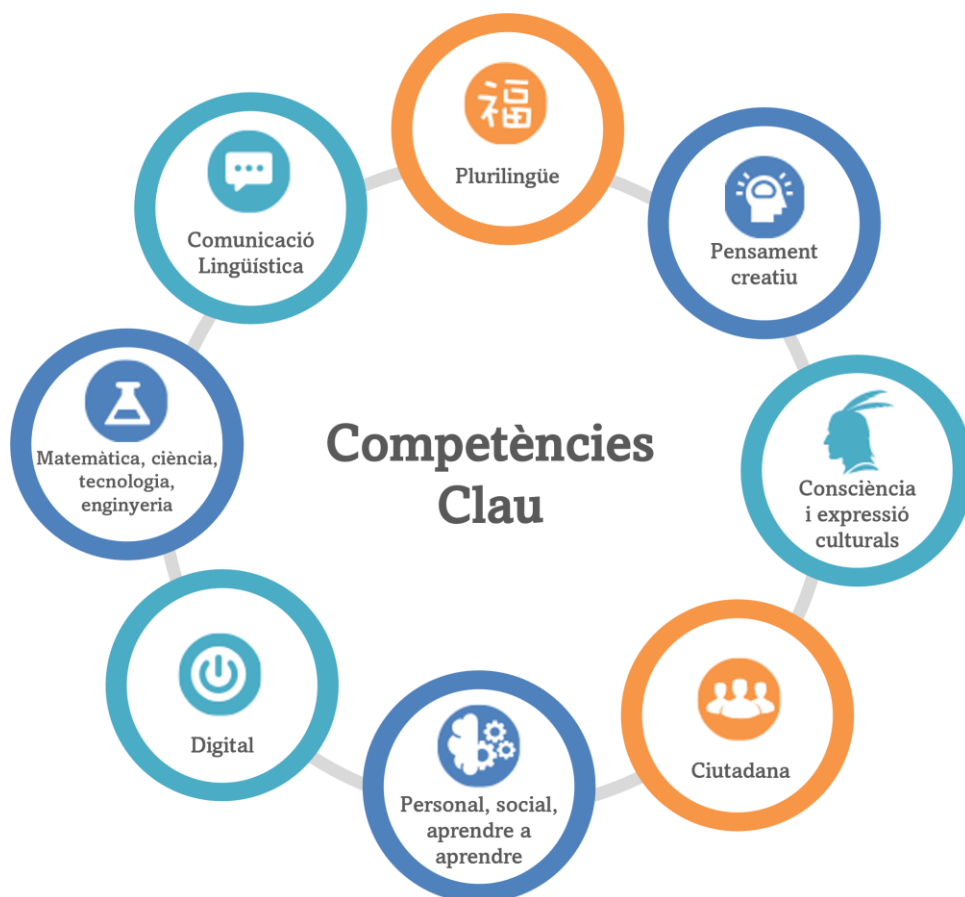 福
Plurilingüe
Comunicació
Lingüística
Pensament
creatiu
Matemàtica, ciència,
tecnologia,
enginyeria
Competències
Clau
Consciència
i expressió
culturals
Digital
Ciutadana
Personal, social,
aprendre a
aprendre